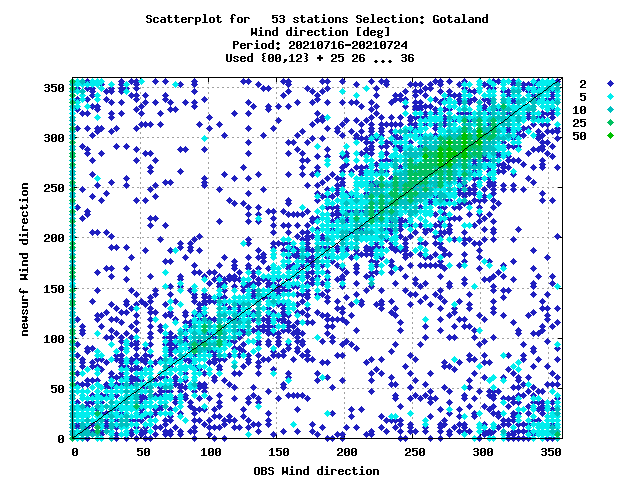 Scatterplot for   53 stations Selection: Gotaland
Wind direction [deg]
Period: 20210716-20210724
Used {00,12} + 25 26 ... 36
2
5
10
25
50
350
300
250
200
150
100
50
0
newsurf Wind direction
0 50 100 150 200 250 300 350
OBS Wind direction